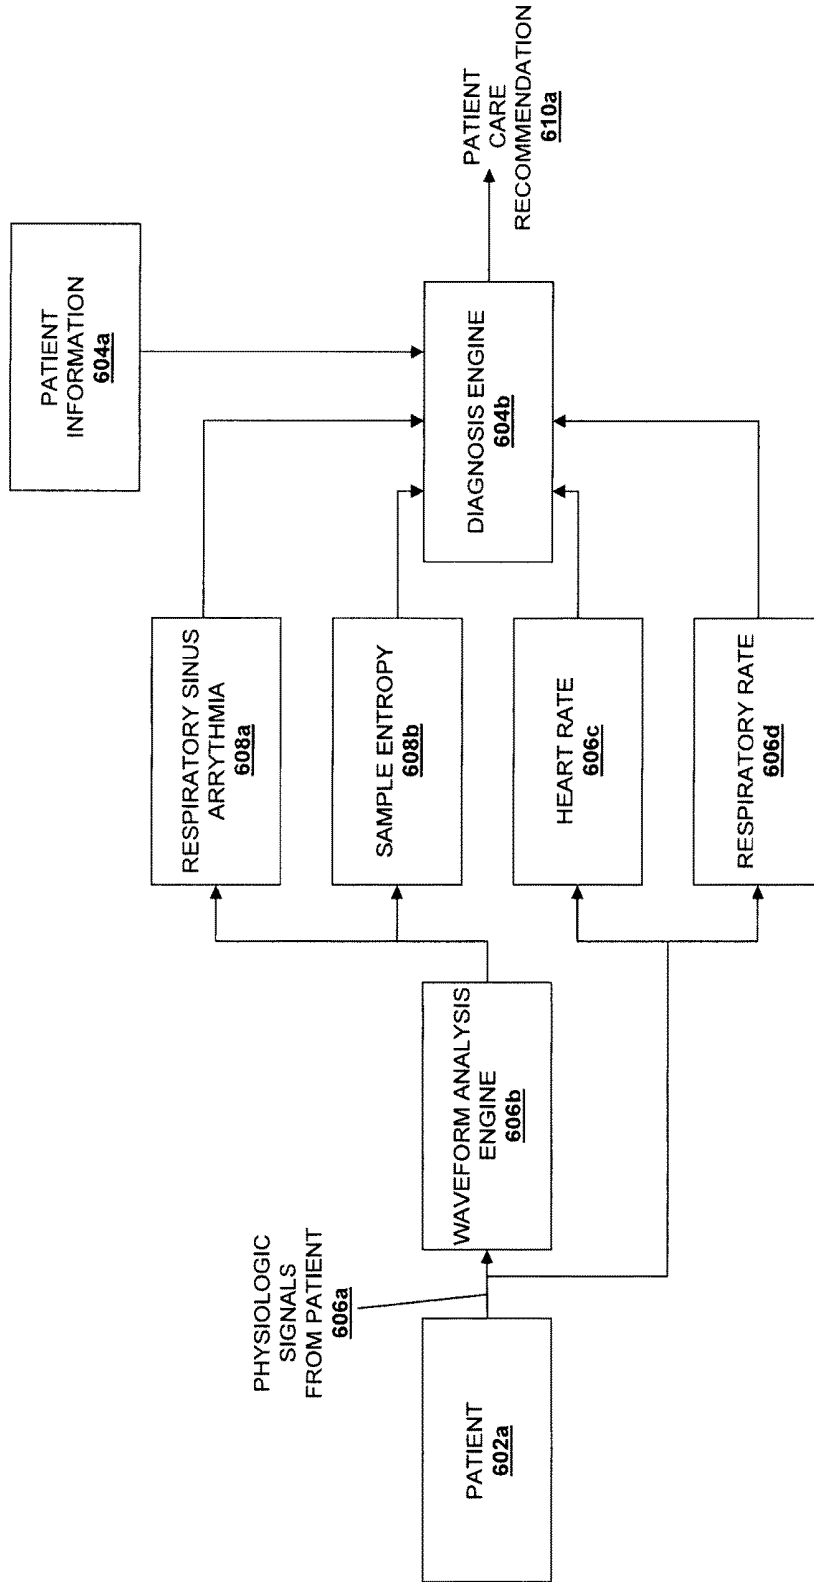 PATIENT
602a
PHYSIOLOGIC
SIGNALS
FROM PATIENT
606a
WAVEFORM ANALYSIS
ENGINE
606b
RESPIRATORY SINUS
ARRYTHMIA
608a
SAMPLE ENTROPY
608b
HEART RATE
606c
RESPIRATORY RATE
606d
PATIENT
INFORMATION
604a
DIAGNOSIS ENGINE
604b
PATIENT
CARE
RECOMMENDATION
610a